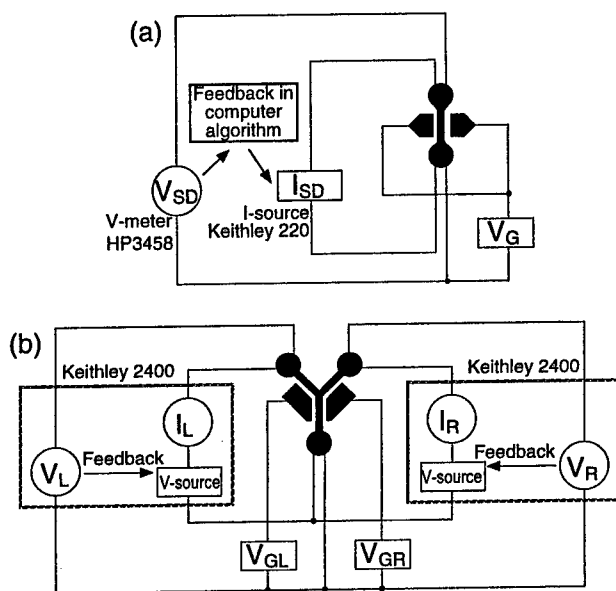 (a)
Feedback in
computer
algorithm
V_SD
I_SD
V-meter
HP3458
I-source
Keithley 220
V_G
(b)
Keithley 2400
Keithley 2400
I_L
I_R
V_L
Feedback
V-source
V-source
Feedback
V_R
V_GL
V_GR